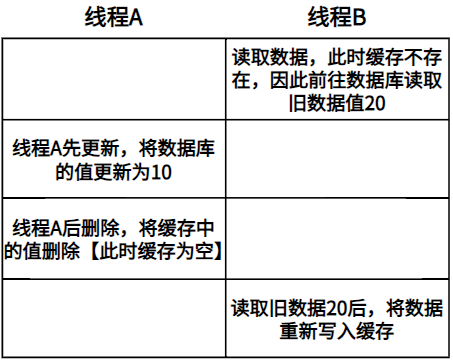 线程A 线程B
读取数据，此时缓存不存
在，因此前往数据库读取
旧数据值20
线程A先更新，将数据库
的值更新为10
线程A后删除，将缓存中
的值删除【此时缓存为空】
读取旧数据20后，将数据
重新写入缓存